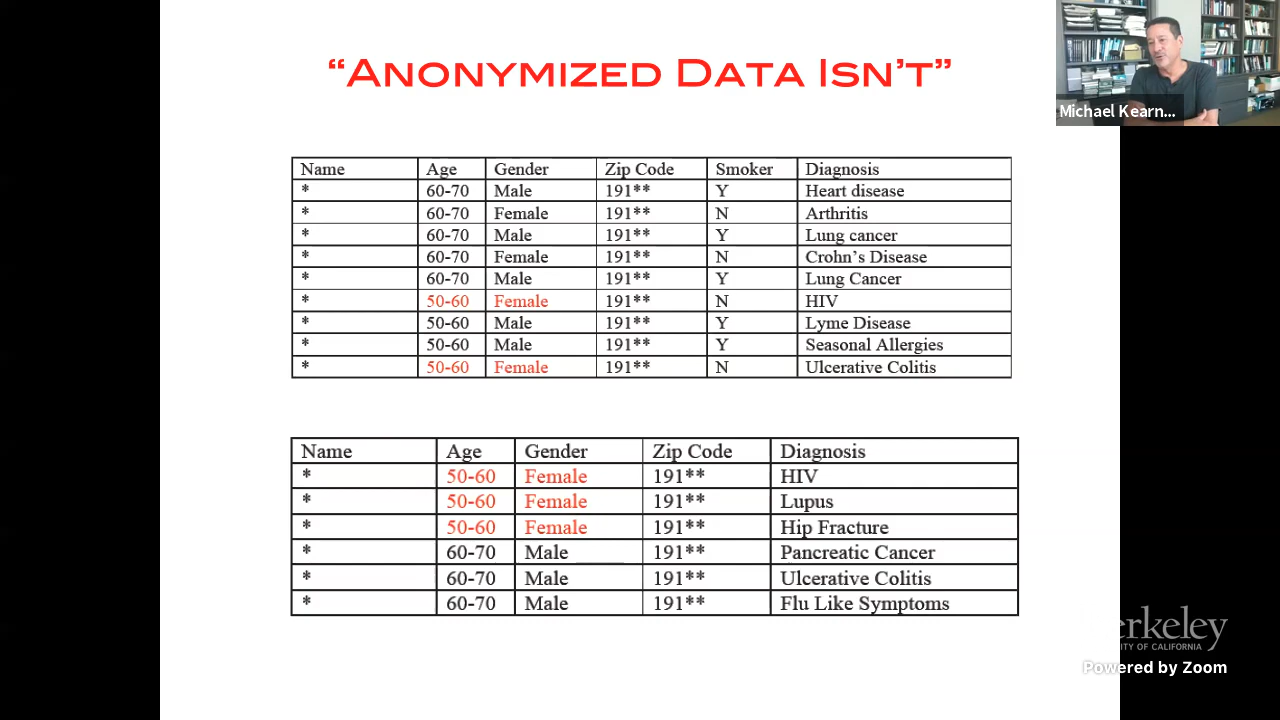 “ANONYMIZED DATA ISN’T”
Michael Kearn...
Name Age Gender Zip Code Smoker Diagnosis
* 60-70 Male 191** Y Heart disease
* 60-70 Female 191** N Arthritis
* 60-70 Male 191** Y Lung cancer
* 60-70 Female 191** N Crohn’s Disease
* 60-70 Male 191** Y Lung Cancer
* 50-60 Female 191** N HIV
* 50-60 Male 191** Y Lyme Disease
* 50-60 Male 191** Y Seasonal Allergies
* 50-60 Female 191** N Ulcerative Colitis
Name Age Gender Zip Code Diagnosis
* 50-60 Female 191** HIV
* 50-60 Female 191** Lupus
* 50-60 Female 191** Hip Fracture
* 60-70 Male 191** Pancreatic Cancer
* 60-70 Male 191** Ulcerative Colitis
* 60-70 Male 191** Flu Like Symptoms
erkeley
ITY OF CALIFORNIA
Powered by Zoom